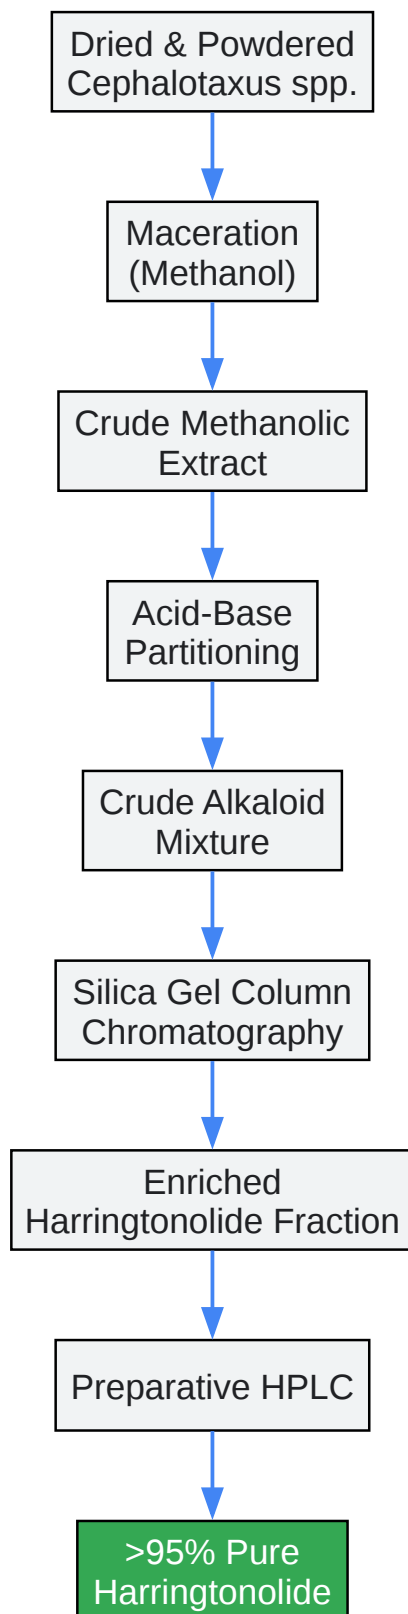 Dried & Powdered
Cephalotaxus spp.
Maceration
(Methanol)
Crude Methanolic
Extract
Acid-Base
Partitioning
Crude Alkaloid
Mixture
Silica Gel Column
Chromatography
Enriched
Harringtonolide Fraction
Preparative HPLC
>95% Pure
Harringtonolide